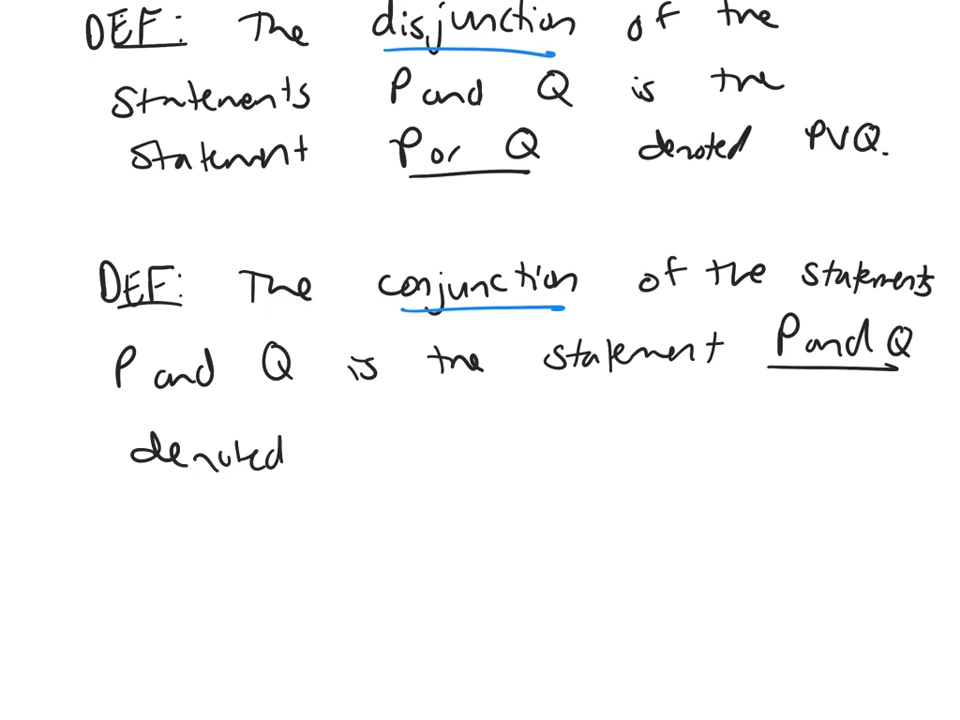 DEF: The disjunction of the
statements P and Q is the
statement P or Q denoted P∨Q.
DEF: The conjunction of the statements
P and Q is the statement P and Q
denoted